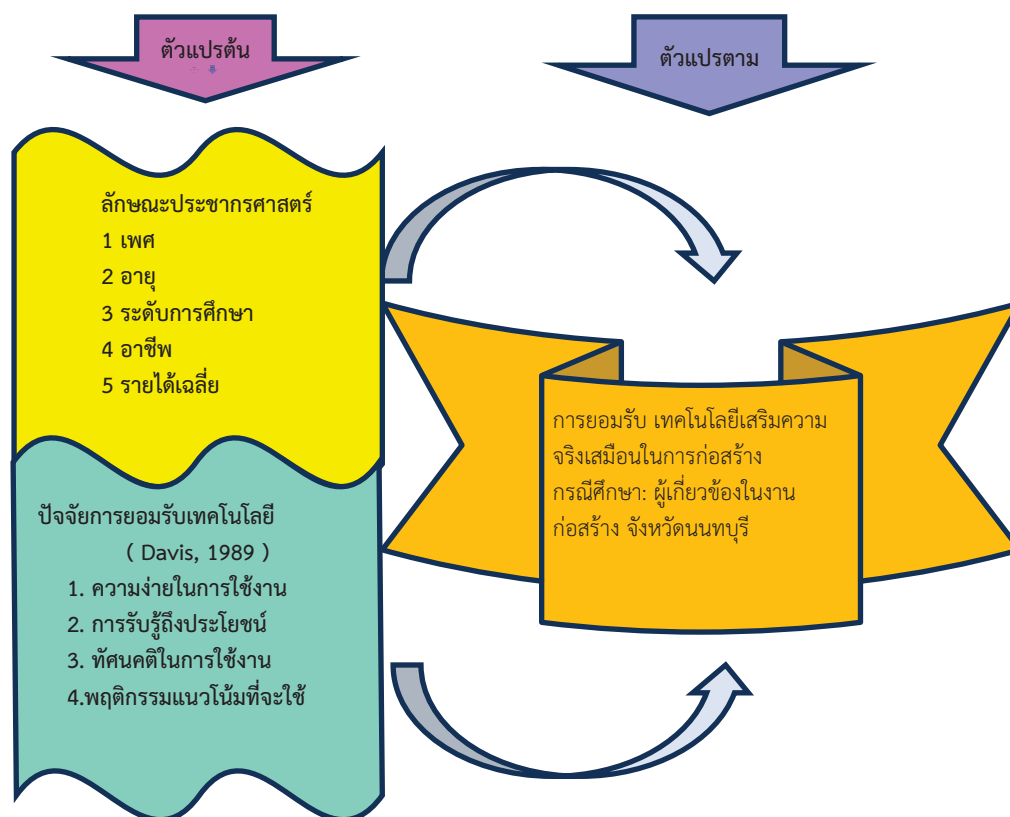 ตัวแปรต้น
ตัวแปรตาม
ลักษณะประชากรศาสตร์
1 เพศ
2 อายุ
3 ระดับการศึกษา
4 อาชีพ
5 รายได้เฉลี่ย
ปัจจัยการยอมรับเทคโนโลยี
( Davis, 1989 )
1. ความง่ายในการใช้งาน
2. การรับรู้ถึงประโยชน์
3. ทัศนคติในการใช้งาน
4.พฤติกรรมแนวโน้มที่จะใช้
การยอมรับ เทคโนโลยีเสริมความ
จริงเสมือนในการก่อสร้าง
กรณีศึกษา: ผู้เกี่ยวข้องในงาน
ก่อสร้าง จังหวัดนนทบุรี